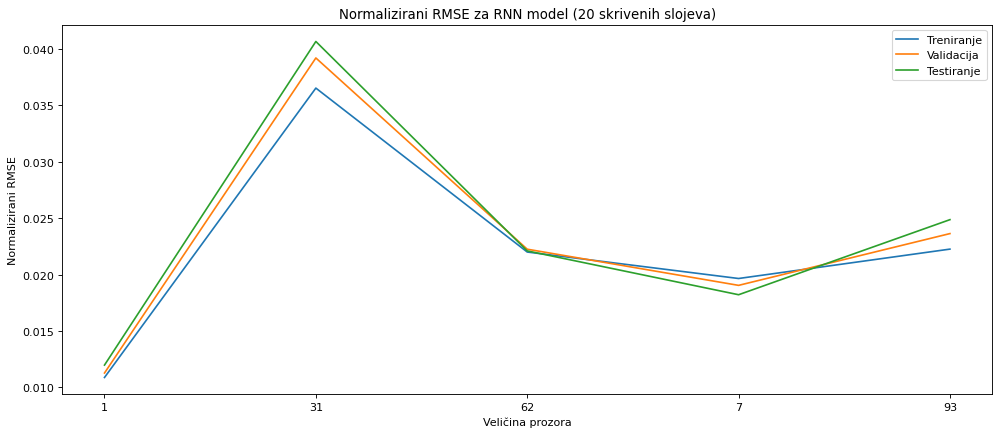 Normalizirani RMSE za RNN model (20 skrivenih slojeva)
Treniranje
Validacija
Testiranje
Normalizirani RMSE
0.040
0.035
0.030
0.025
0.020
0.015
0.010
1
31
62
7
93
Veličina prozora